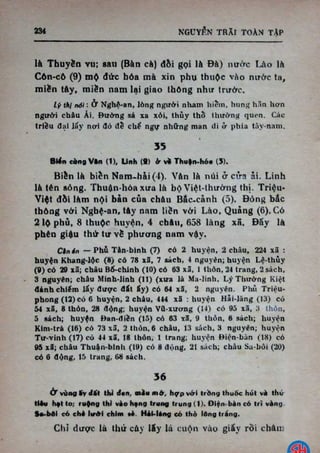 234 NGUYỄN TRÃI TOÀN TẬP
là Thuyền vu; sau (Bàn cà) đổi gọi là Đà) nước Lào là
Côn-cô (9) mộ đức hóa mà xin phụ thuộc vào nước ta,
miền tây, miền nam lại giao thông như trước.
Lý thị nói : Ở Nghệ-an, lòng người nham hiểm, hung hãn hơn
người châu Ái. Đường sá xa xôi, thủy thổ thường quen. Các
triều đại lấy nơi đó để chế ngự những man di ở phía tây-nam.
35
Biển cùng Vân (1), Linh (2) ở về Thuận-hóa (3).
Biển là biển Nam-hải (4). Vân là núi ở cửa ải. Linh
là tên sông. Thuận-hóa xưa là bộ Việt-thường thị. Triệu-
Việt đổi làm nội bản của châu Bắc-cảnh (5). Đông bắc
thông với Nghệ-an, tây nam liền với Lào, Quảng (6). Có
2 lộ phủ, 8 thuộc huyện, 4 châu, 658 làng xã. Đấy là
phên giậu thứ tư về phương nam vậy.
Cẩn án — Phủ Tân-bình (7) có 2 huyện, 2 châu, 224 xã :
huyện Khang-lộc (8) có 78 xã, 7 sách, 4 nguyên; huyện Lệ-thủy
(9) có 29 xã; châu Bố-chính (10) có 63 xã, 1 thôn, 24 trang, 2 sách,
3 nguyên; châu Minh-linh (11) (xưa là Ma-linh, Lý Thường Kiệt
đánh chiếm lấy được đất ấy) có 64 xã, 2 nguyên. Phủ Triệu-
phong (12) có 6 huyện, 2 châu, 444 xã : huyện Hải-lăng (13) có
54 xã, 8 thôn, 28 động; huyện Vũ-xương (14) có 95 xã, 3 thôn,
5 sách; huyện Đan-điền (15) có 63 xã, 9 thôn, 6 sách; huyện
Kim-trà (16) có 73 xã, 2 thôn, 6 châu, 13 sách, 3 nguyên; huyện
Tư-vinh (17) có 44 xã, 18 thôn, 1 trang; huyện Điện-bàn (18) có
95 xã; châu Thuận-bình (19) có 8 động, 21 sách; châu Sa-bôi (20)
có 6 động, 15 trang, 68 sách.
36
Ở vùng ấy đất thì đen, màu mỡ, hợp với trồng thuốc hút và thứ
tiêu hạt to; ruộng thì vào hạng trung trung (1). Điện-bàn có trì vàng.
Sa-bôi có chè lưỡi chim sẻ. Hải-lăng có thỏ lông trắng.
Chỉ được là thứ cây lấy lá cuộn vào giấy rồi châm